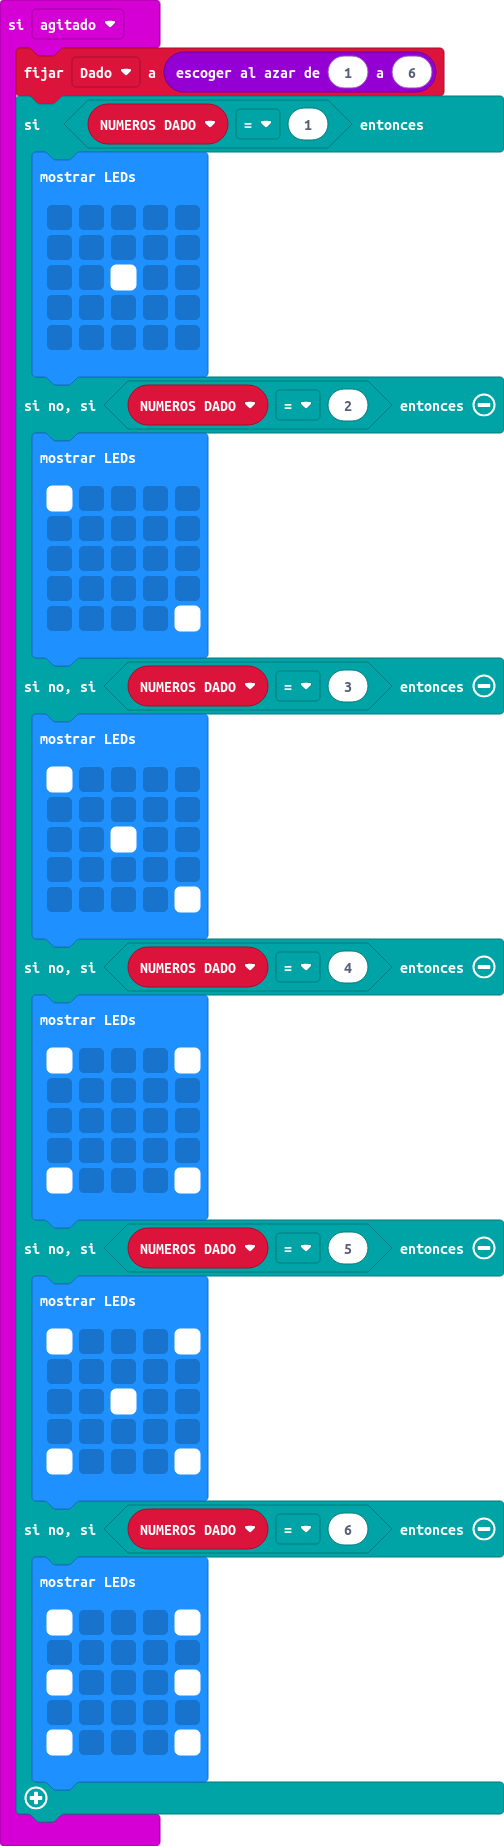 si agitado
fijar Dado a escoger al azar de 1 a 6
si NUMEROS DADO = 1 entonces
mostrar LEDs
si no, si NUMEROS DADO = 2 entonces
mostrar LEDs
si no, si NUMEROS DADO = 3 entonces
mostrar LEDs
si no, si NUMEROS DADO = 4 entonces
mostrar LEDs
si no, si NUMEROS DADO = 5 entonces
mostrar LEDs
si no, si NUMEROS DADO = 6 entonces
mostrar LEDs